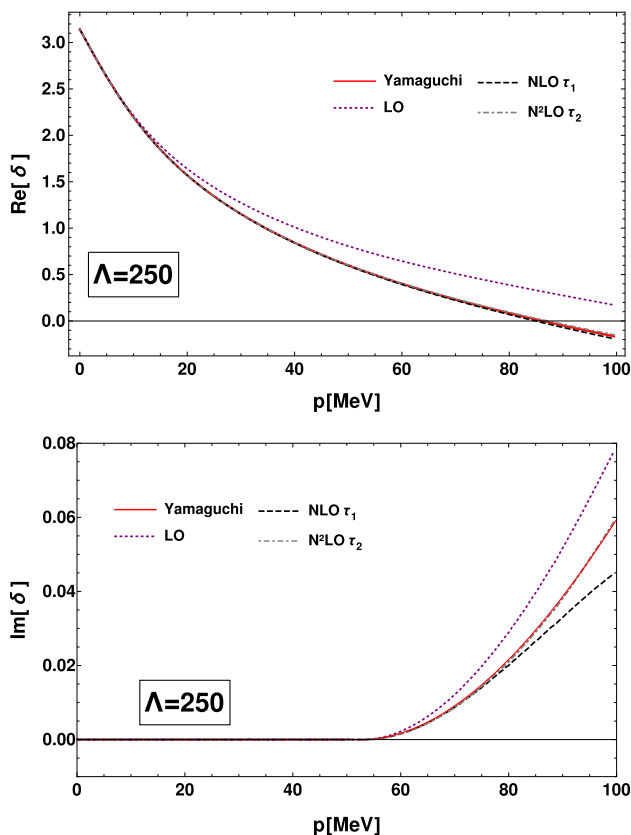 3.0
2.5
2.0
1.5
1.0
0.5
0.0
Re[ δ ]
Yamaguchi
LO
NLO τ₁
N²LO τ₂
Λ=250
0 20 40 60 80 100
p[MeV]
0.08
0.06
0.04
0.02
0.00
Im[ δ ]
Yamaguchi
LO
NLO τ₁
N²LO τ₂
Λ=250
0 20 40 60 80 100
p[MeV]